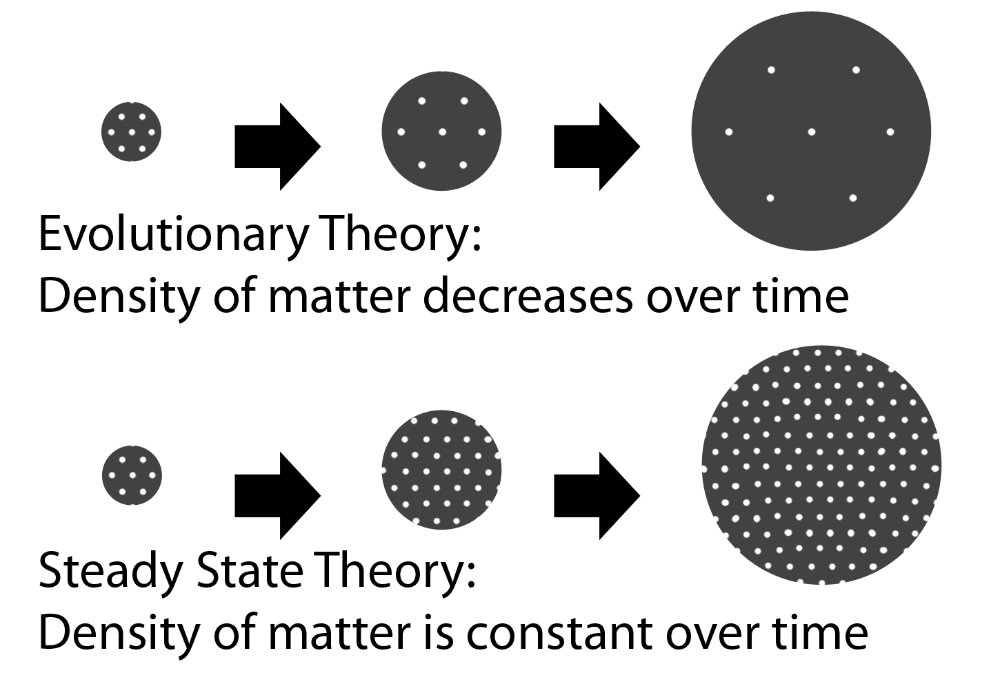 Evolutionary Theory:
Density of matter decreases over time
Steady State Theory:
Density of matter is constant over time